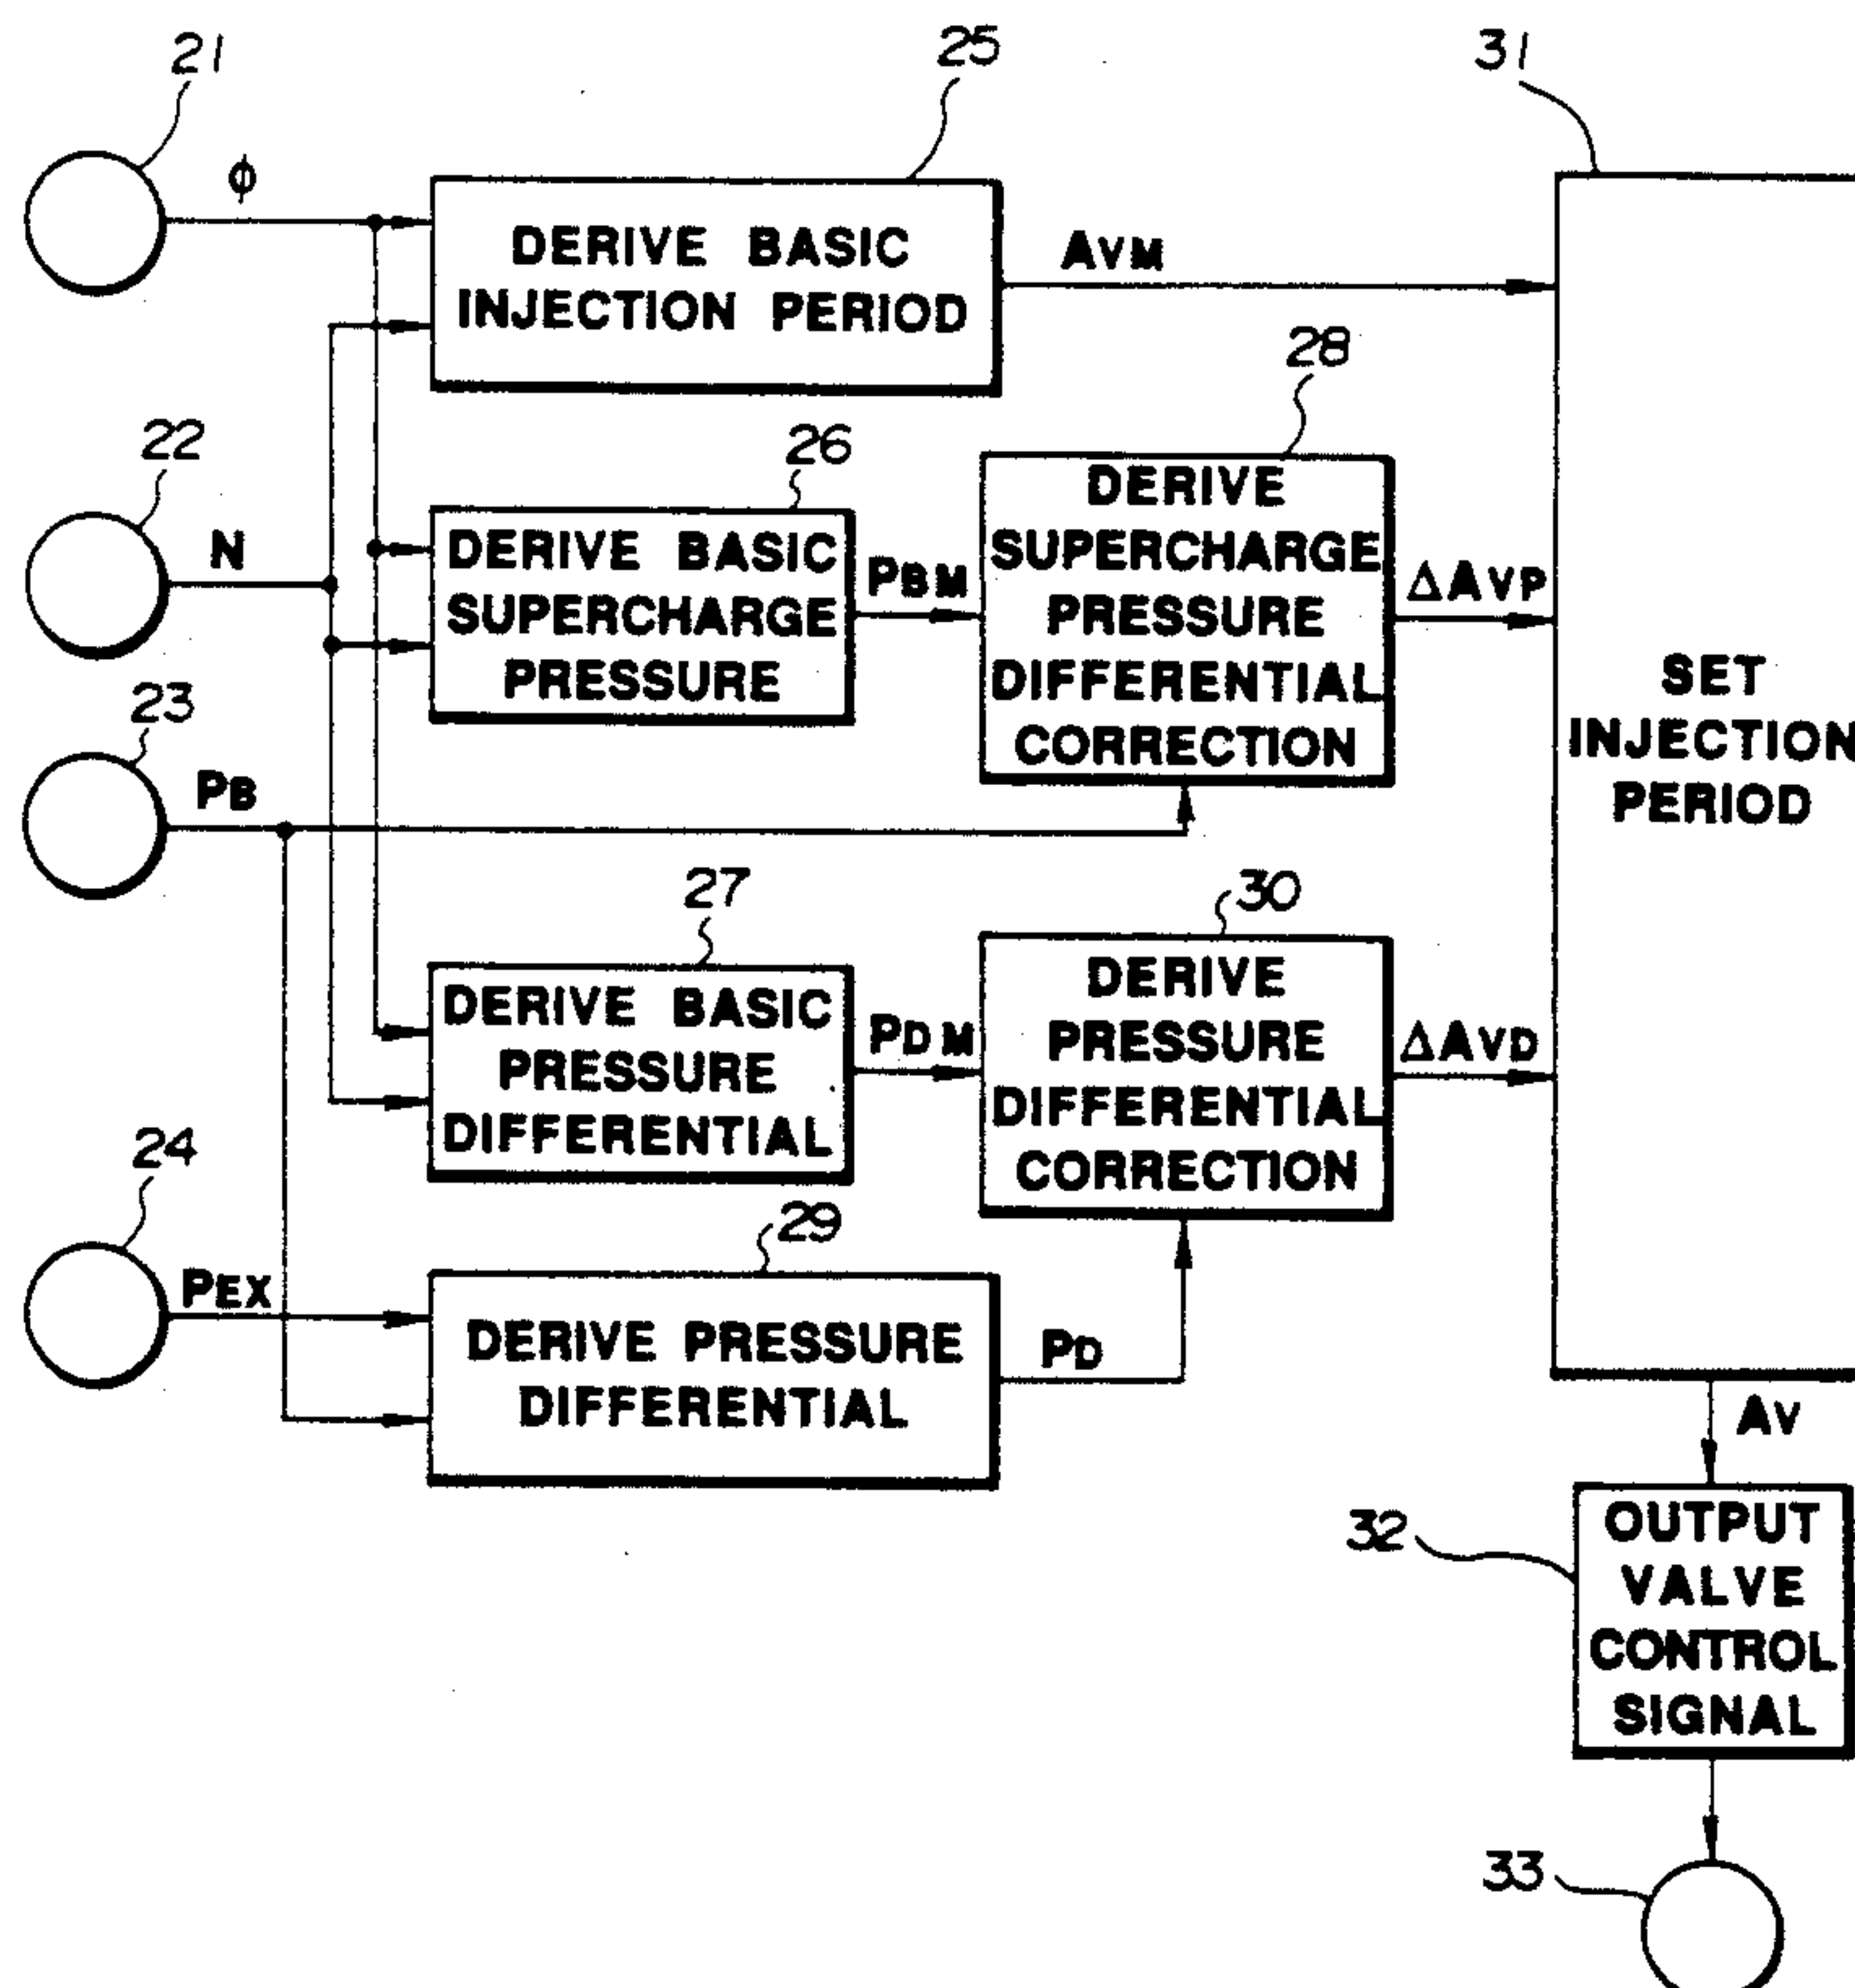 21
25
31
φ
DERIVE BASIC
INJECTION PERIOD
AVM
28
22
26
N
DERIVE BASIC
SUPERCHARGE
PRESSURE
PBM
DERIVE
SUPERCHARGE
PRESSURE
DIFFERENTIAL
CORRECTION
ΔAVP
SET
INJECTION
PERIOD
23
PB
27
30
DERIVE BASIC
PRESSURE
DIFFERENTIAL
PDM
DERIVE
PRESSURE
DIFFERENTIAL
CORRECTION
ΔAVD
24
29
PEX
DERIVE PRESSURE
DIFFERENTIAL
PD
AV
32
OUTPUT
VALVE
CONTROL
SIGNAL
33